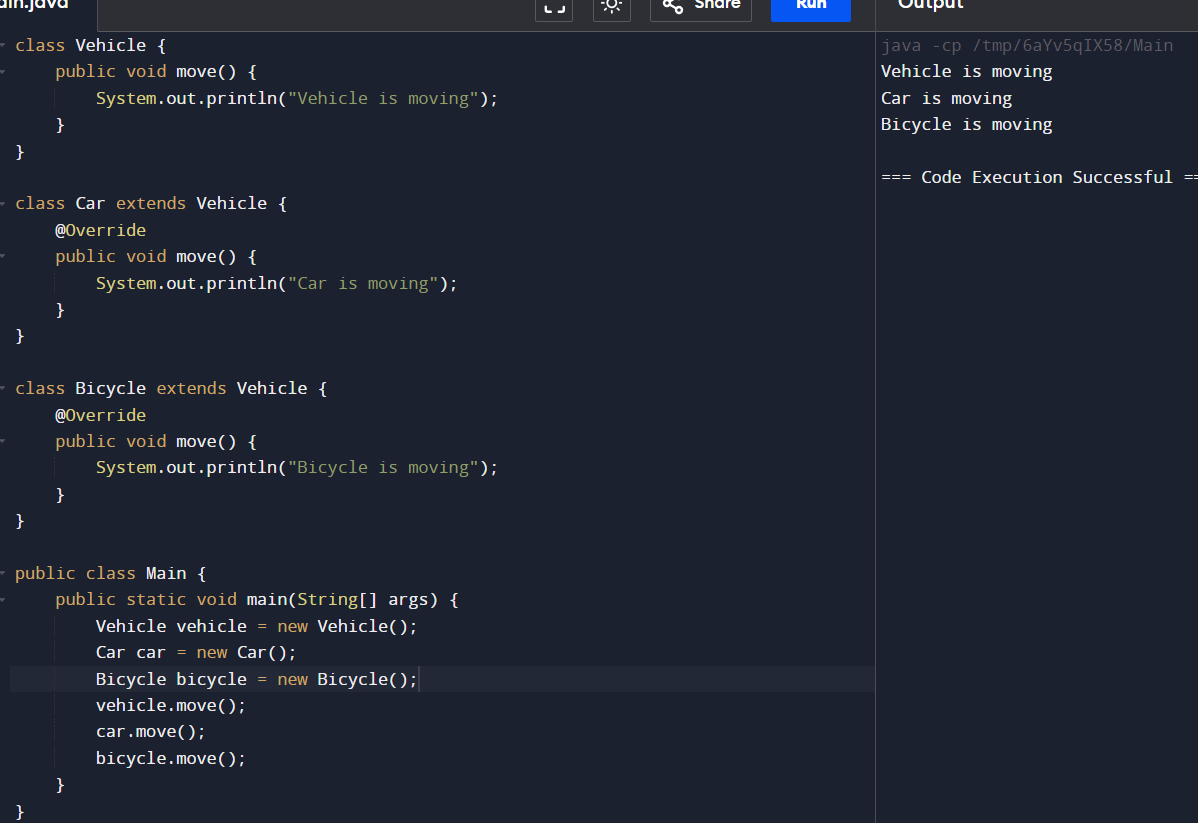 ain.java
Share
Run
Output
class Vehicle {
    public void move() {
        System.out.println("Vehicle is moving");
    }
}

class Car extends Vehicle {
    @Override
    public void move() {
        System.out.println("Car is moving");
    }
}

class Bicycle extends Vehicle {
    @Override
    public void move() {
        System.out.println("Bicycle is moving");
    }
}

public class Main {
    public static void main(String[] args) {
        Vehicle vehicle = new Vehicle();
        Car car = new Car();
        Bicycle bicycle = new Bicycle();
        vehicle.move();
        car.move();
        bicycle.move();
    }
}
java -cp /tmp/6aYv5qIX58/Main
Vehicle is moving
Car is moving
Bicycle is moving

=== Code Execution Successful ==